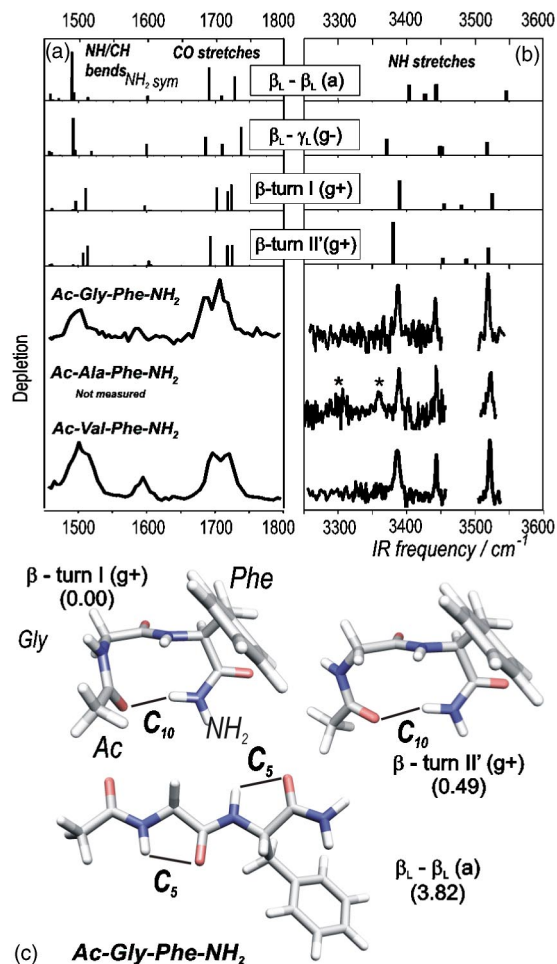 (a)
NH/CH
bends
NH2 sym
CO stretches
(b)
NH stretches
βL - βL (a)
βL - γL (g-)
β-turn I (g+)
β-turn II' (g+)
Ac-Gly-Phe-NH2
Ac-Ala-Phe-NH2
Not measured
* *
Ac-Val-Phe-NH2
Depletion
1500 1600 1700 1800
3300 3400 3500 3600
1500 1600 1700 1800
3300 3400 3500 3600
IR frequency / cm-1
β - turn I (g+)
(0.00)
Phe
Gly
Ac
C10
NH2
C10
β - turn II' (g+)
(0.49)
C5
C5
βL - βL (a)
(3.82)
(c) Ac-Gly-Phe-NH2